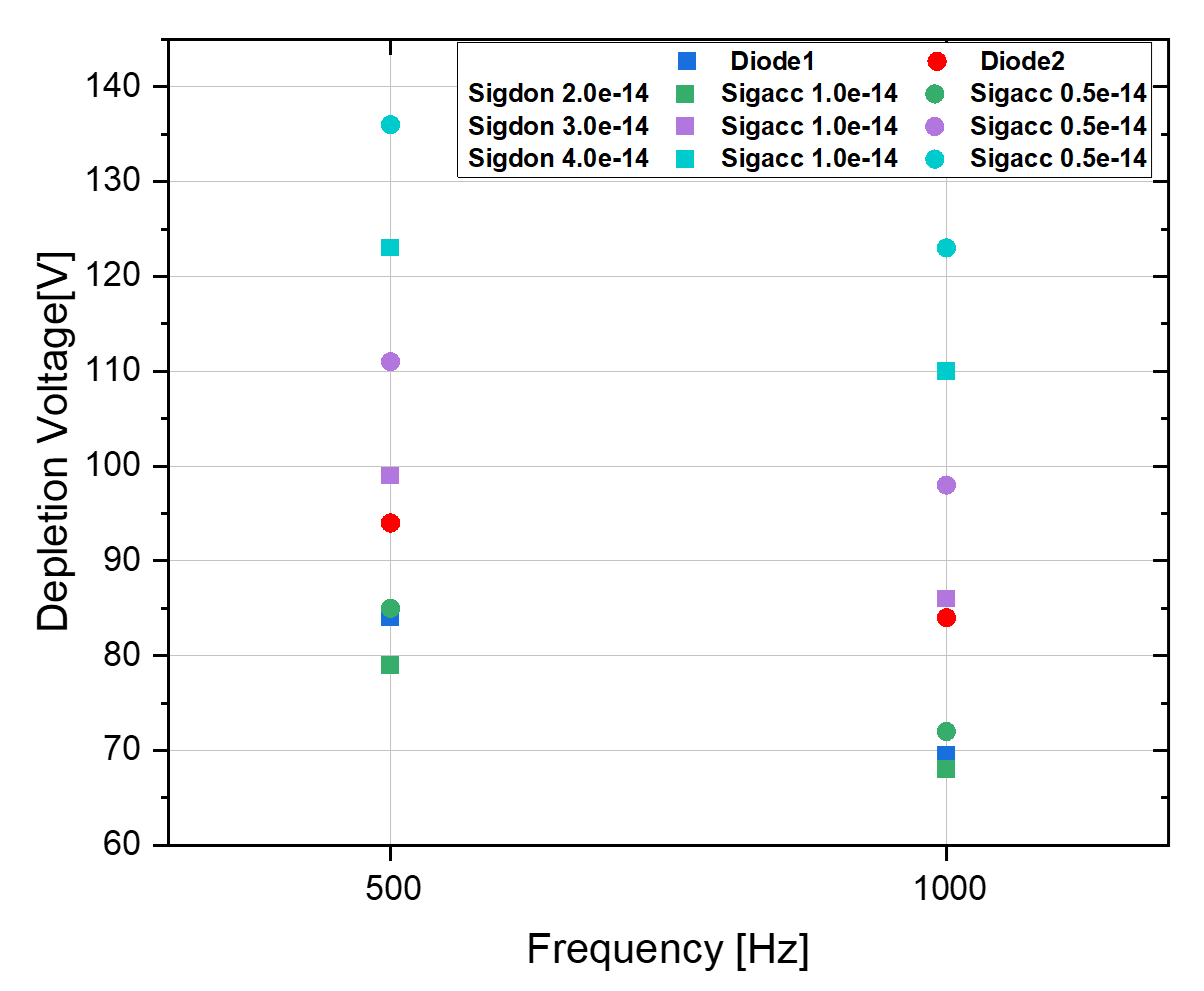 Diode1 Diode2
Sigdon 2.0e-14 Sigacc 1.0e-14 Sigacc 0.5e-14
Sigdon 3.0e-14 Sigacc 1.0e-14 Sigacc 0.5e-14
Sigdon 4.0e-14 Sigacc 1.0e-14 Sigacc 0.5e-14
140
130
120
110
100
90
80
70
60
Depletion Voltage[V]
500 1000
Frequency [Hz]